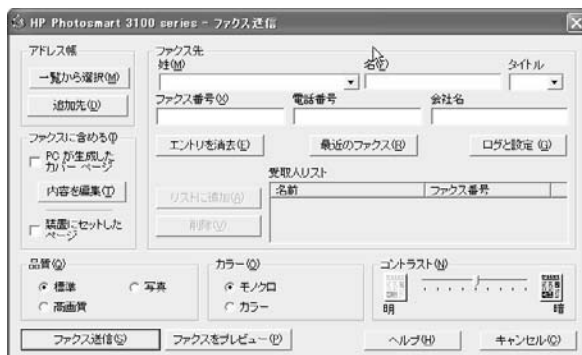 HP Photosmart 3100 series - ファクス送信
アドレス帳
一覧から選択(M)
追加先(D)
ファクスに含める(I)
PC が生成した
カバー ページ
内容を編集(T)
装置にセットした
ページ
ファクス先
姓(M)
名(F)
タイトル
ファクス番号(X)
電話番号
会社名
エントリを消去(E)
最近のファクス(R)
ログと設定 (G)
受取人リスト
リストに追加(A)
削除(V)
名前
ファクス番号
品質(Q)
標準
写真
高画質
カラー(O)
モノクロ
カラー
コントラスト(N)
明
暗
ファクス送信(S)
ファクスをプレビュー(P)
ヘルプ(H)
キャンセル(C)